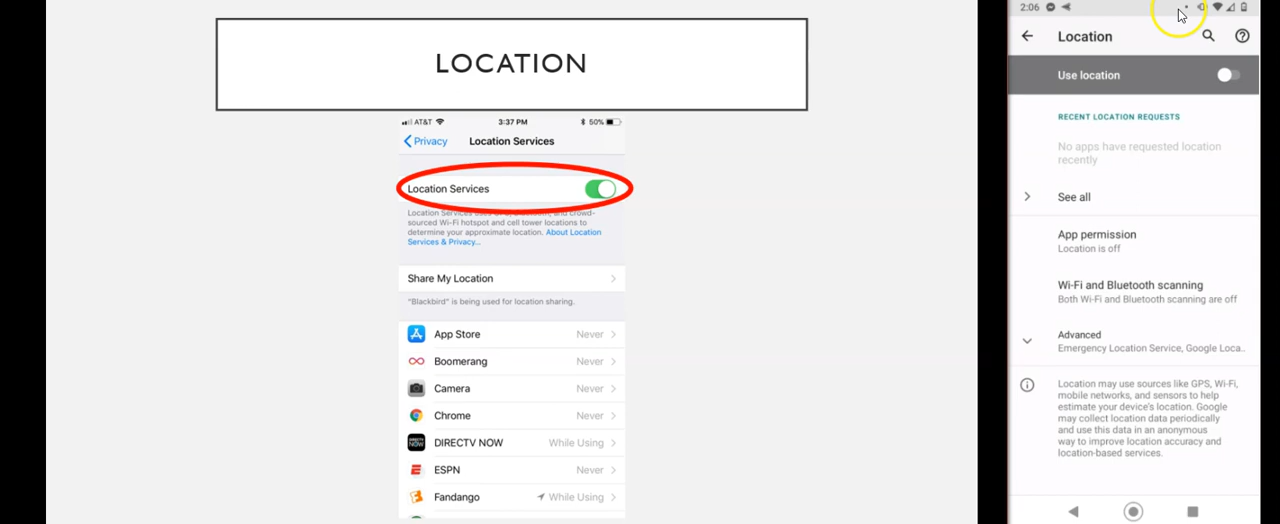 LOCATION
AT&T 3:37 PM 50%
Privacy Location Services
Location Services
Location Services uses GPS, Bluetooth, and crowd-
sourced Wi-Fi hotspot and cell tower locations to
determine your approximate location. About Location
Services & Privacy...
Share My Location
"Blackbird" is being used for location sharing.
App Store Never
Boomerang Never
Camera Never
Chrome Never
DIRECTV NOW While Using
ESPN Never
Fandango While Using
2:06
Location
Use location
RECENT LOCATION REQUESTS
No apps have requested location
recently
See all
App permission
Location is off
Wi-Fi and Bluetooth scanning
Both Wi-Fi and Bluetooth scanning are off
Advanced
Emergency Location Service, Google Loca..
Location may use sources like GPS, Wi-Fi,
mobile networks, and sensors to help
estimate your device's location. Google
may collect location data periodically
and use this data in an anonymous
way to improve location accuracy and
location-based services.